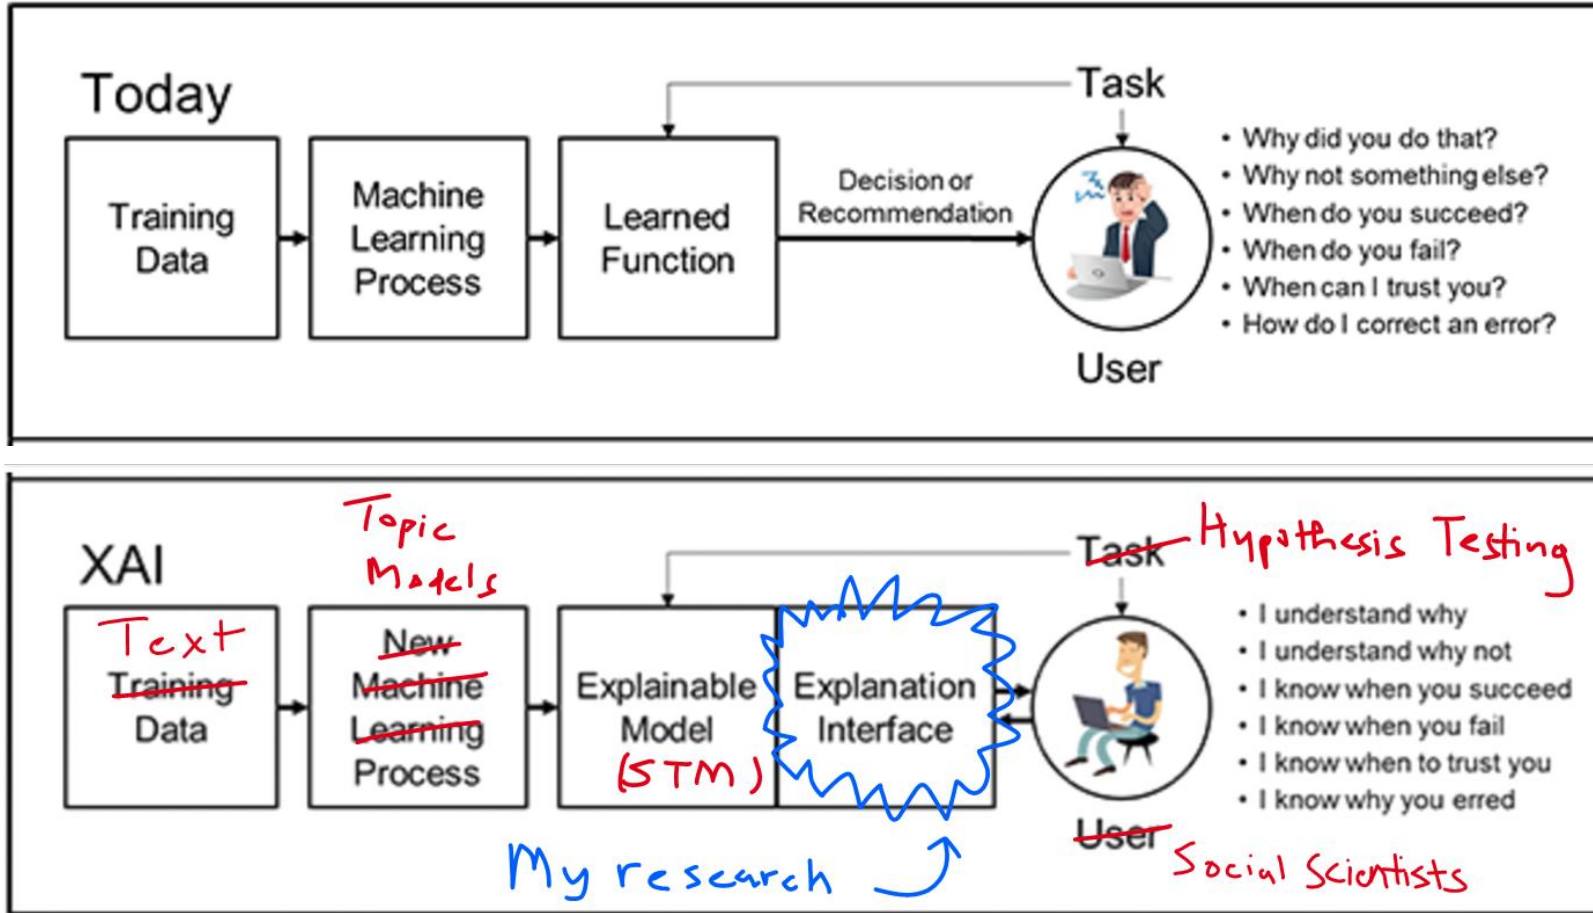 Today
Task
Training
Data
Machine
Learning
Process
Learned
Function
Decision or
Recommendation
User
• Why did you do that?
• Why not something else?
• When do you succeed?
• When do you fail?
• When can I trust you?
• How do I correct an error?
XAI
Topic
Models
Task
Hypothesis Testing
Text
Training
Data
New
Machine
Learning
Process
Explainable
Model
(STM)
Explanation
Interface
User
Social Scientists
• I understand why
• I understand why not
• I know when you succeed
• I know when you fail
• I know when to trust you
• I know why you erred
My research